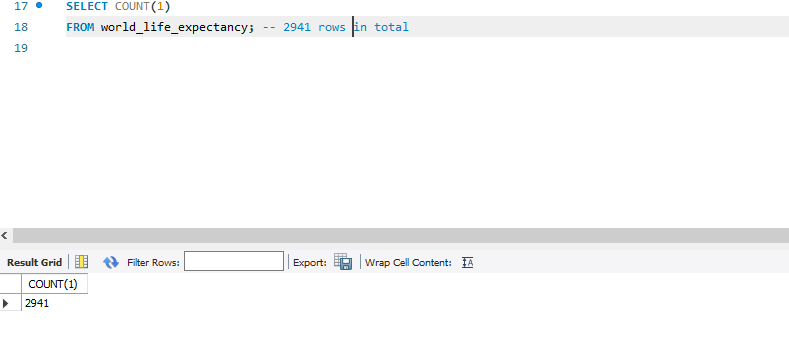 17 SELECT COUNT(1)
18 FROM world_life_expectancy; -- 2941 rows in total
19
Result Grid Filter Rows: Export: Wrap Cell Content: IA
COUNT(1)
2941